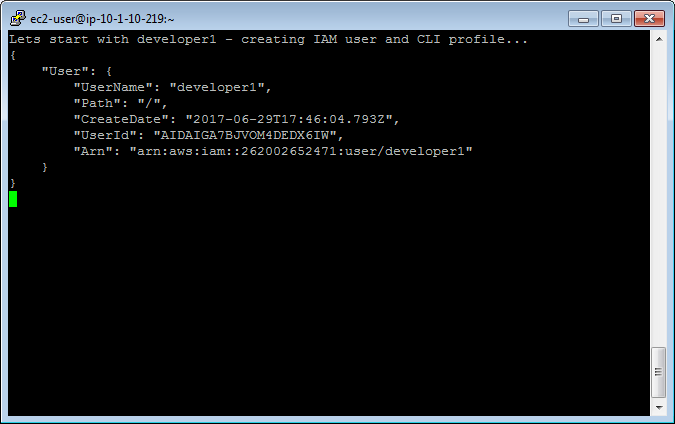 ec2-user@ip-10-1-10-219:~
Lets start with developer1 - creating IAM user and CLI profile...
{
    "User": {
        "UserName": "developer1",
        "Path": "/",
        "CreateDate": "2017-06-29T17:46:04.793Z",
        "UserId": "AIDAIGA7BJVOM4DEDX6IW",
        "Arn": "arn:aws:iam::262002652471:user/developer1"
    }
}